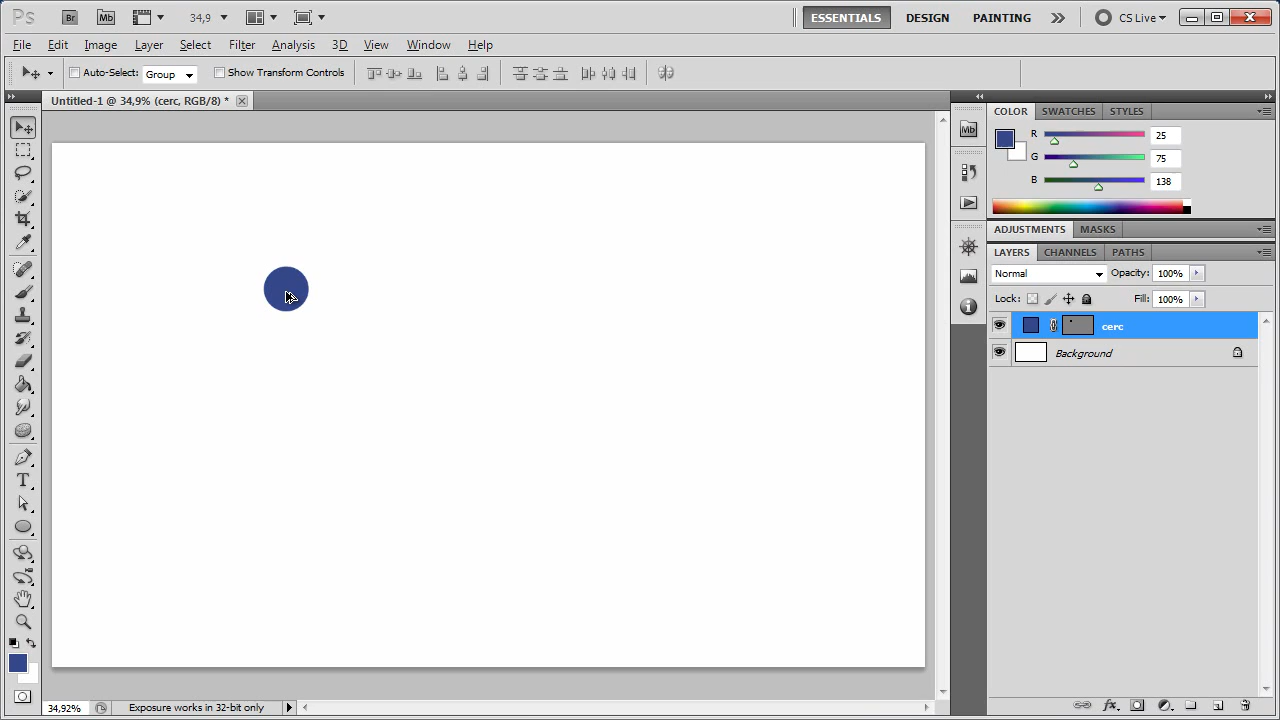 Ps Br Mb 34,9 ESSENTIALS DESIGN PAINTING CS Live
File Edit Image Layer Select Filter Analysis 3D View Window Help
Auto-Select: Group Show Transform Controls
Untitled-1 @ 34,9% (cerc, RGB/8) *
COLOR SWATCHES STYLES
Mb
R 25
G 75
B 138
ADJUSTMENTS MASKS
LAYERS CHANNELS PATHS
Normal Opacity: 100%
Lock: Fill: 100%
cerc
Background
T
34,92% Exposure works in 32-bit only
fx